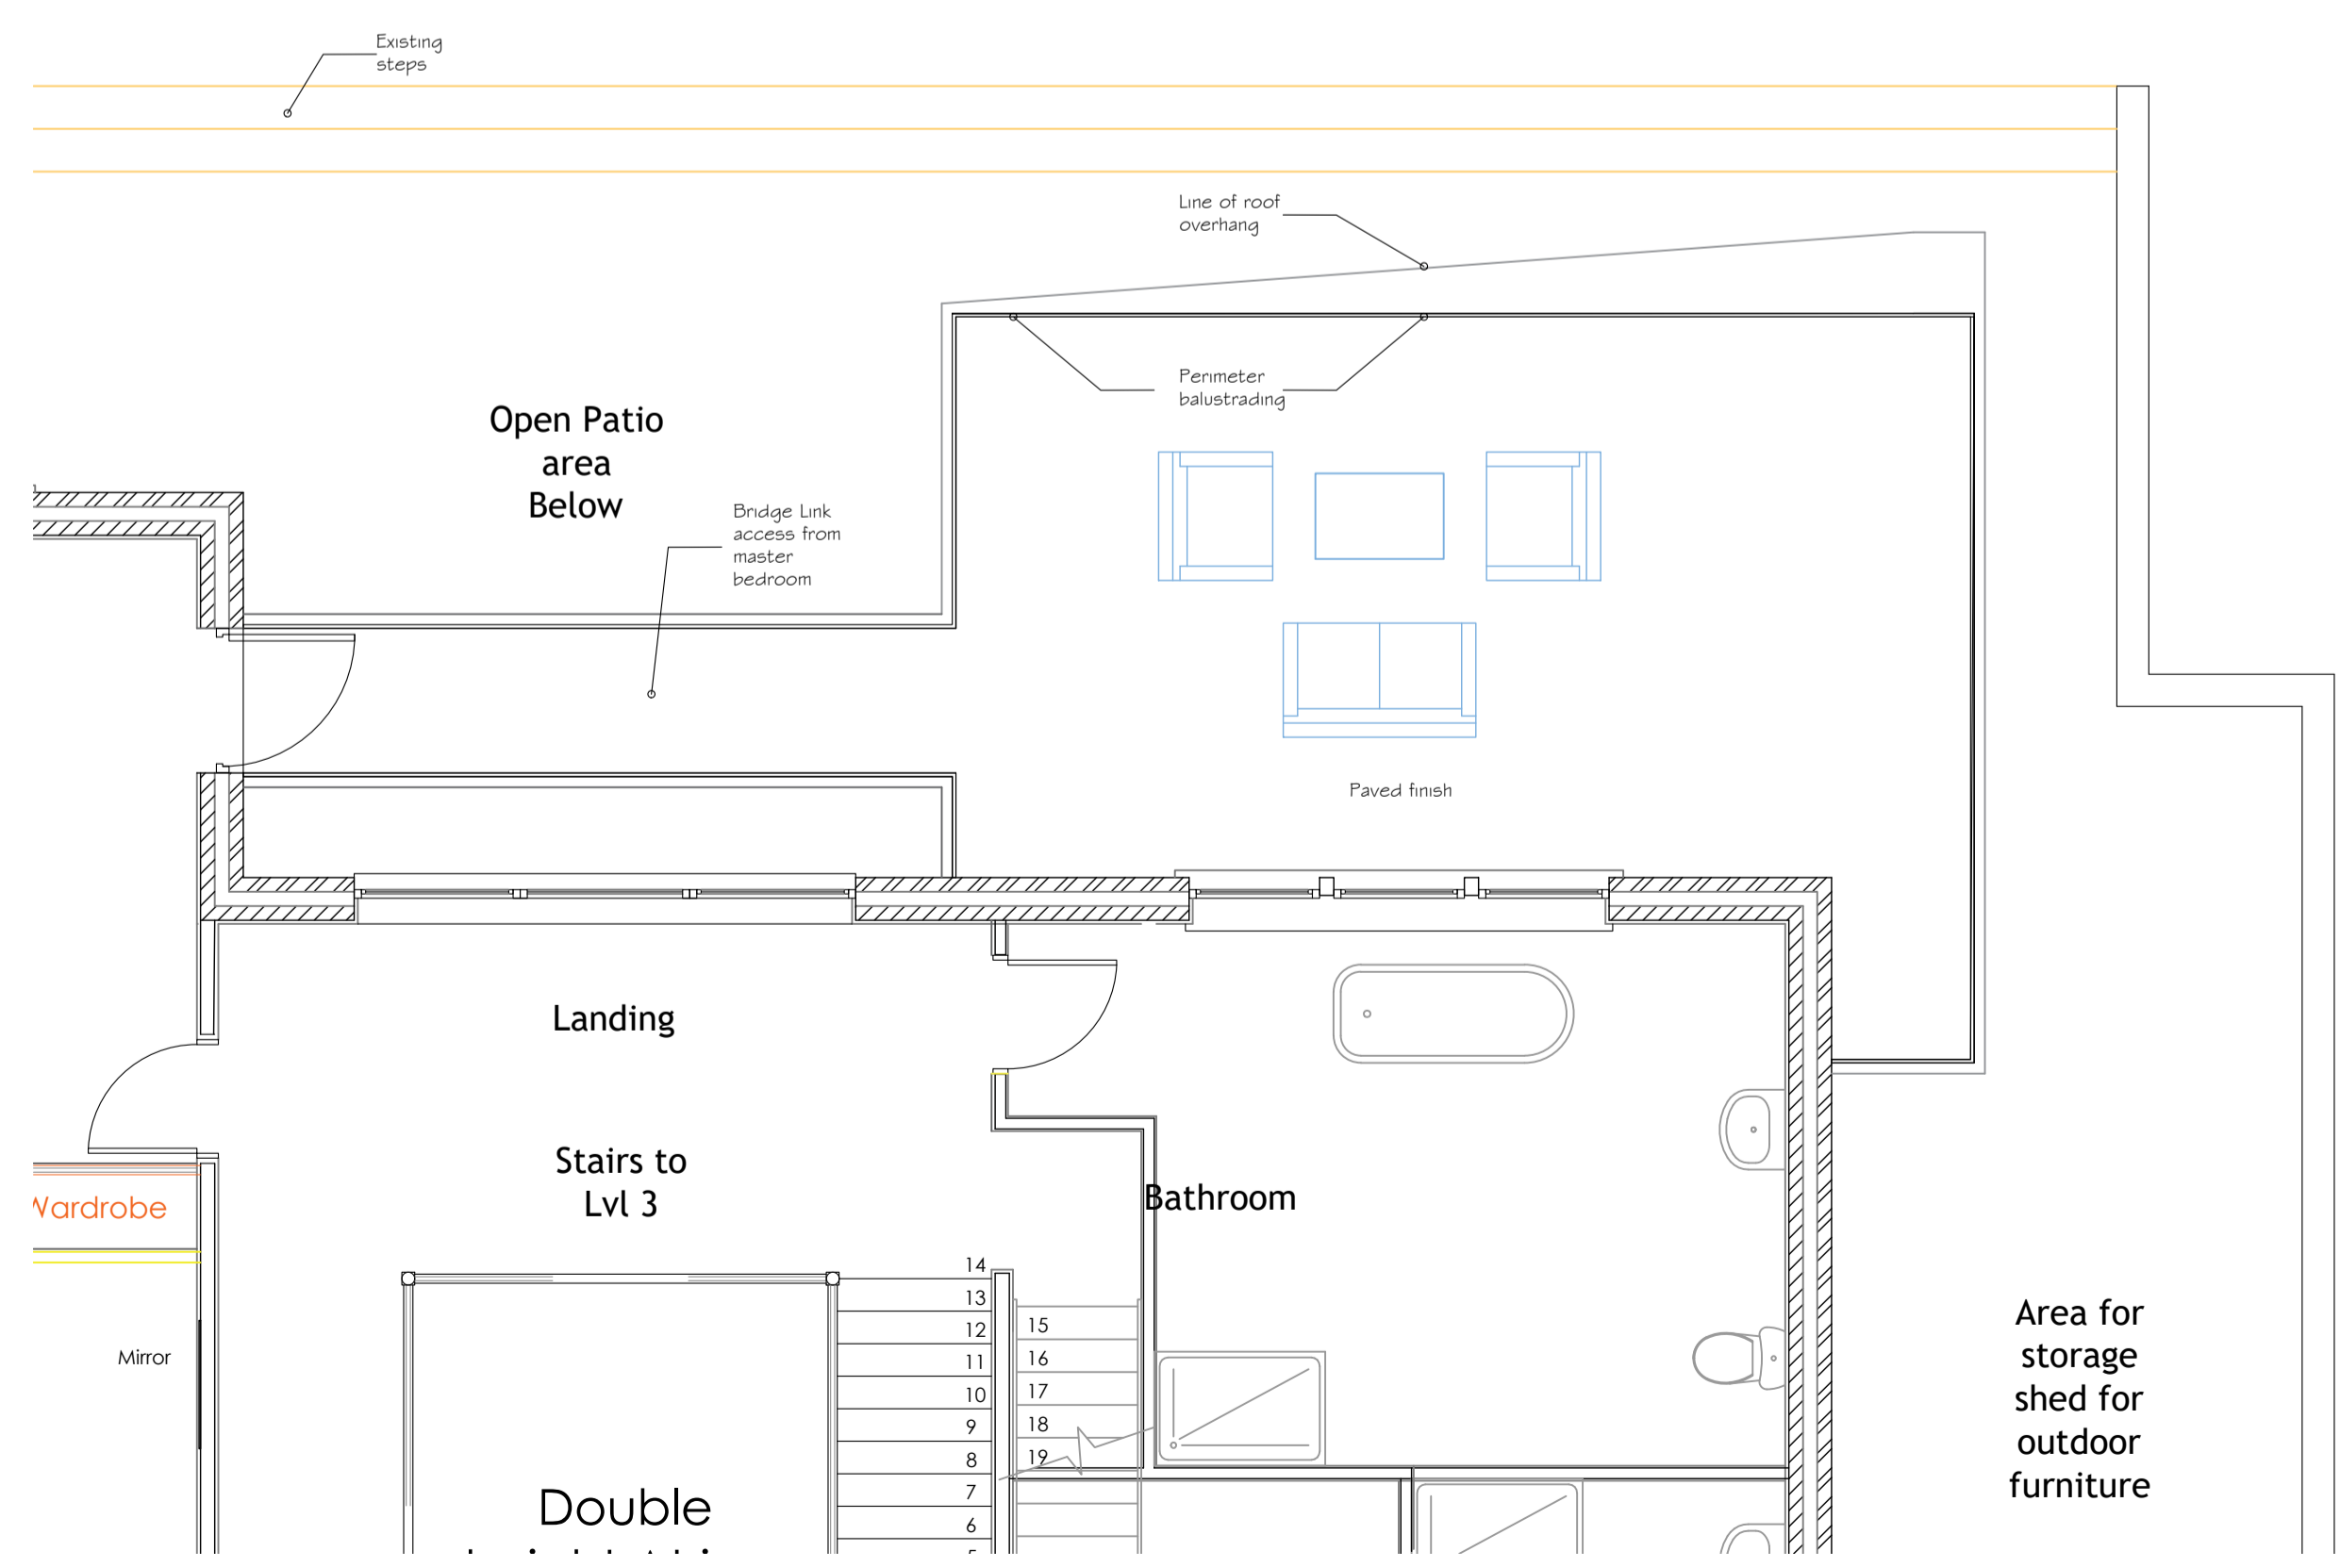 Existing
steps
Line of roof
overhang
Perimeter
balustrading
Open Patio
area
Below
Bridge Link
access from
master
bedroom
Paved finish
Landing
Stairs to
Lvl 3
Bathroom
Wardrobe
Mirror
14
13
12
11
10
9
8
7
6
15
16
17
18
19
Area for
storage
shed for
outdoor
furniture
Double